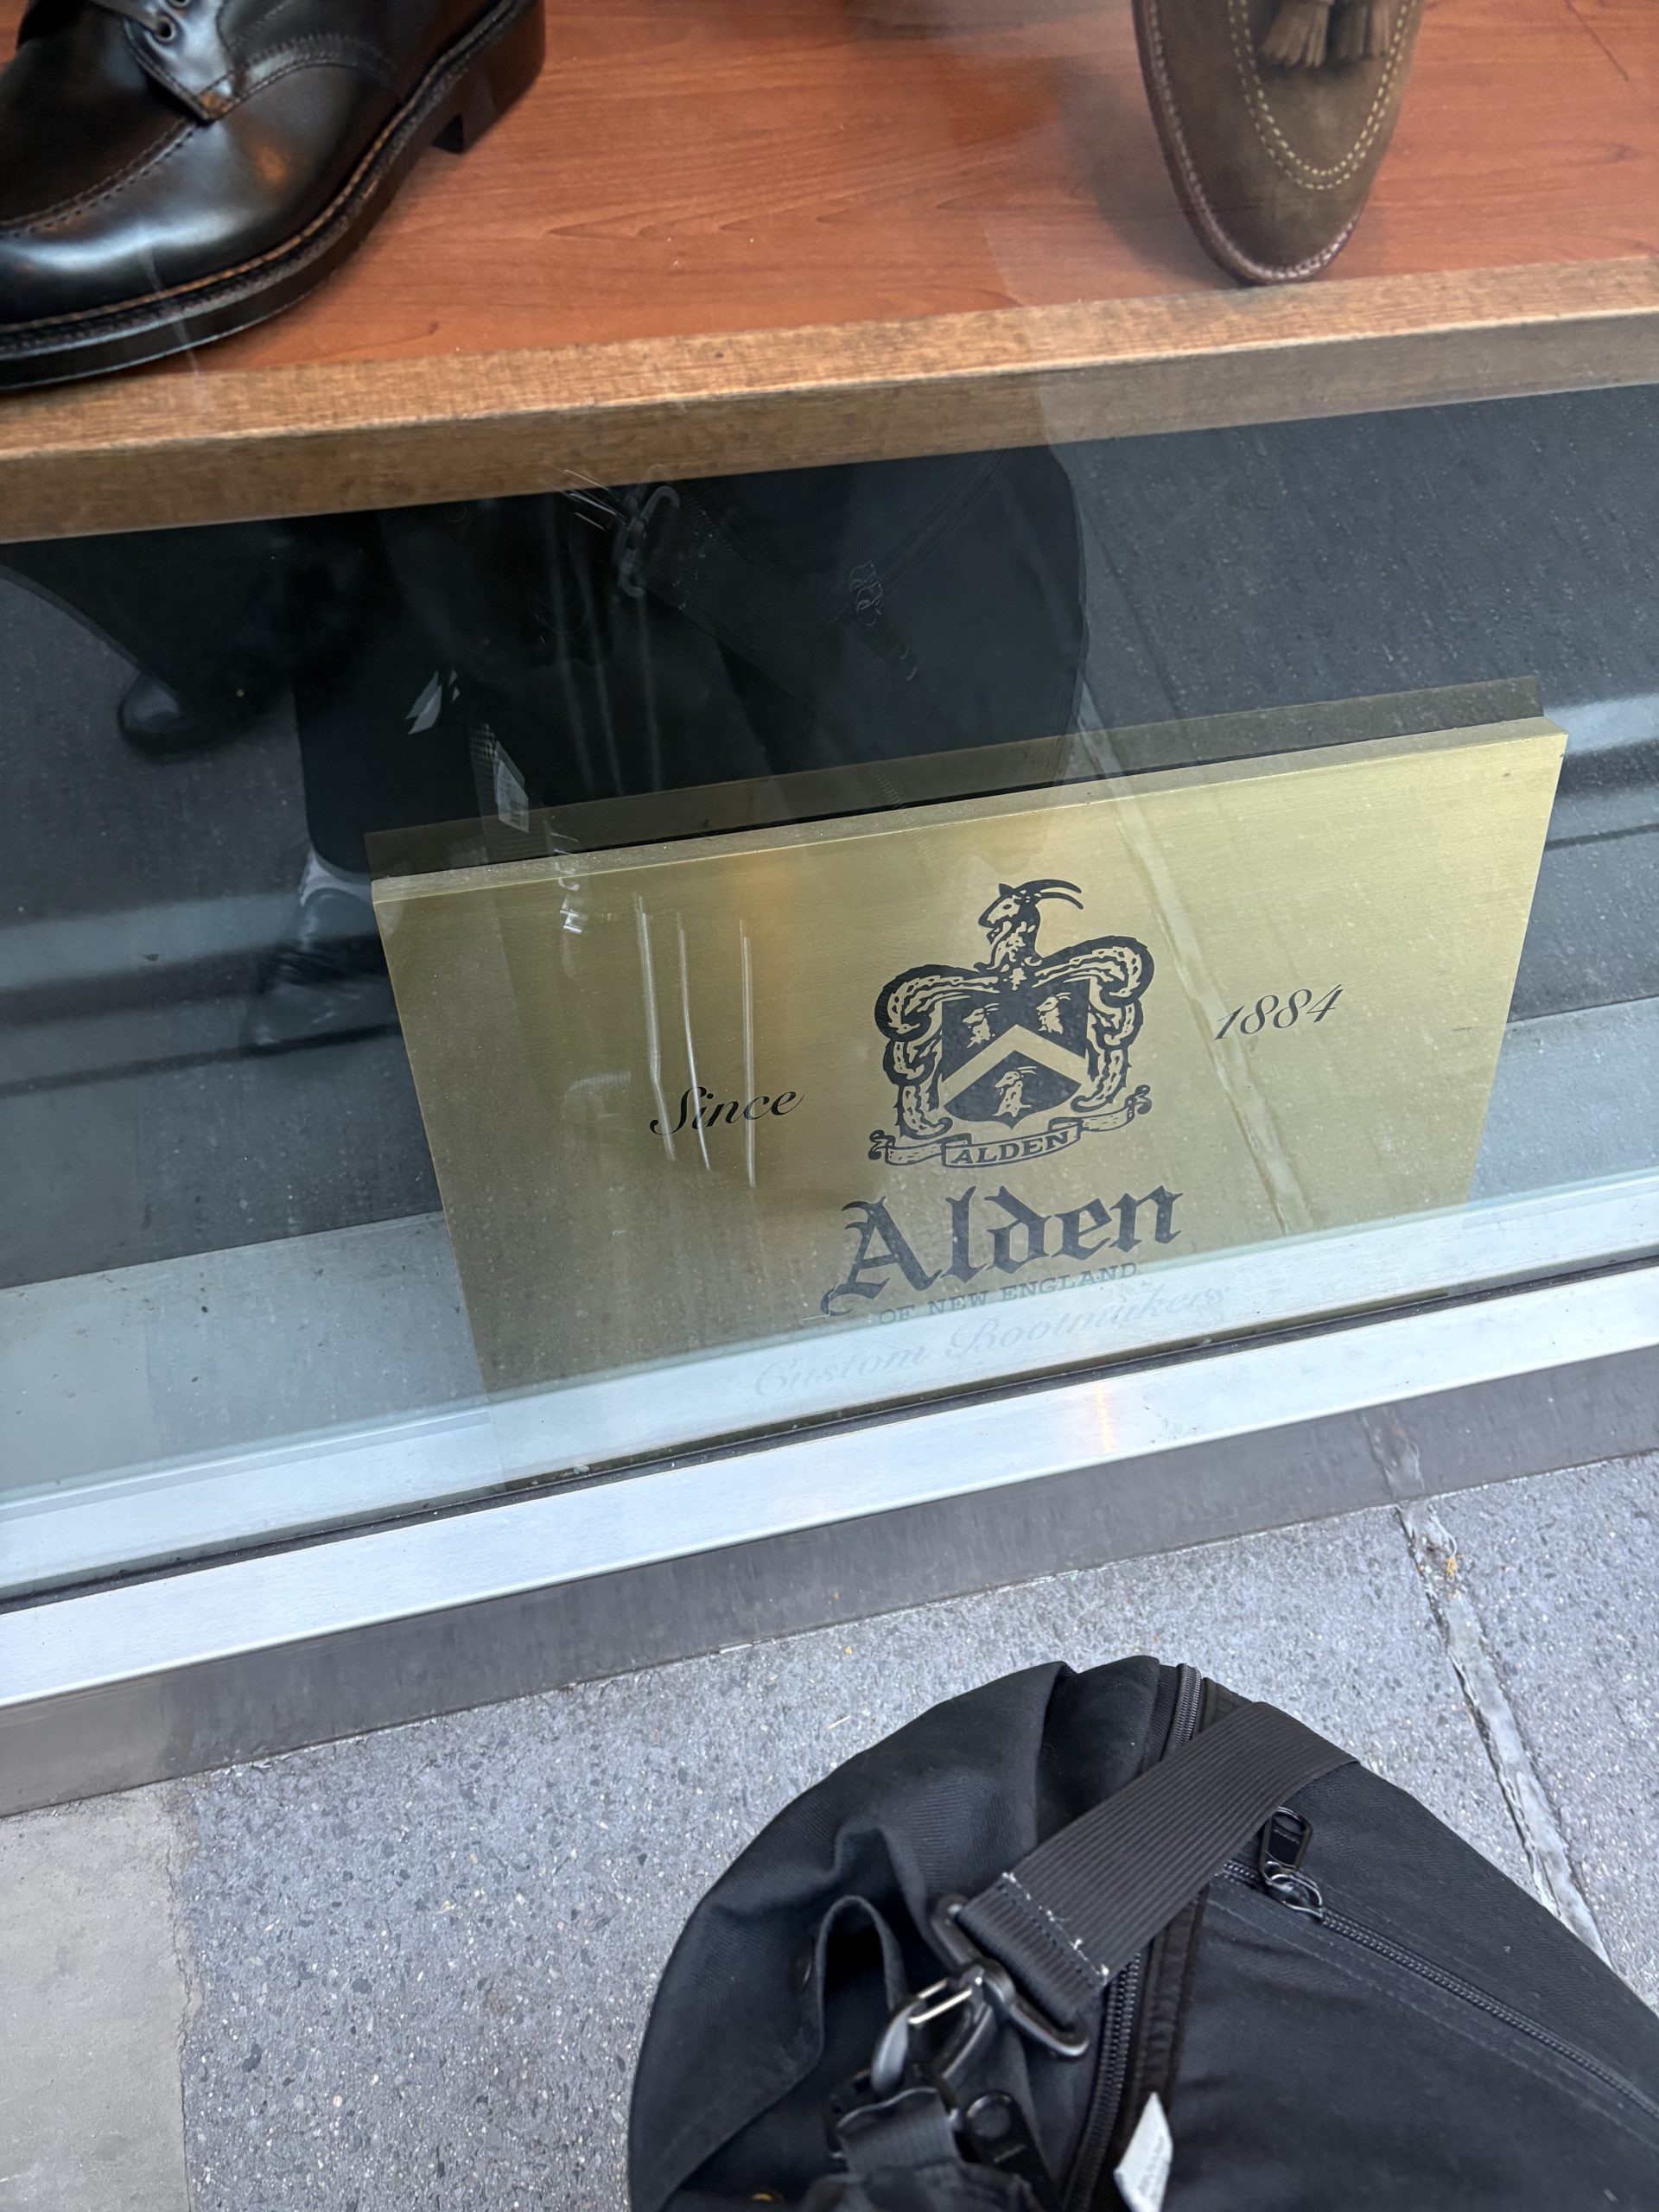 Since
1884
ALDEN
Alden
OF NEW ENGLAND
Custom Bootmakers